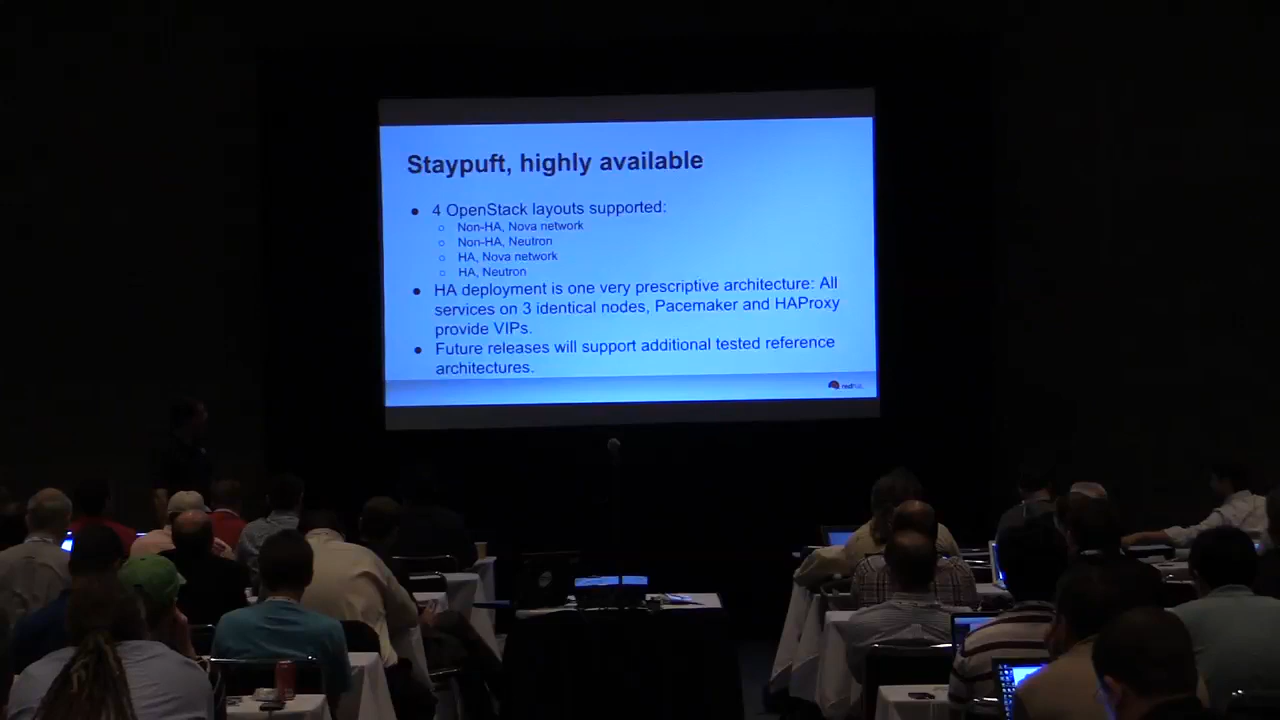 Staypuft, highly available
● 4 OpenStack layouts supported:
○ Non-HA, Nova network
○ Non-HA, Neutron
○ HA, Nova network
○ HA, Neutron
● HA deployment is one very prescriptive architecture: All
services on 3 identical nodes, Pacemaker and HAProxy
provide VIPs.
● Future releases will support additional tested reference
architectures.
redhat.